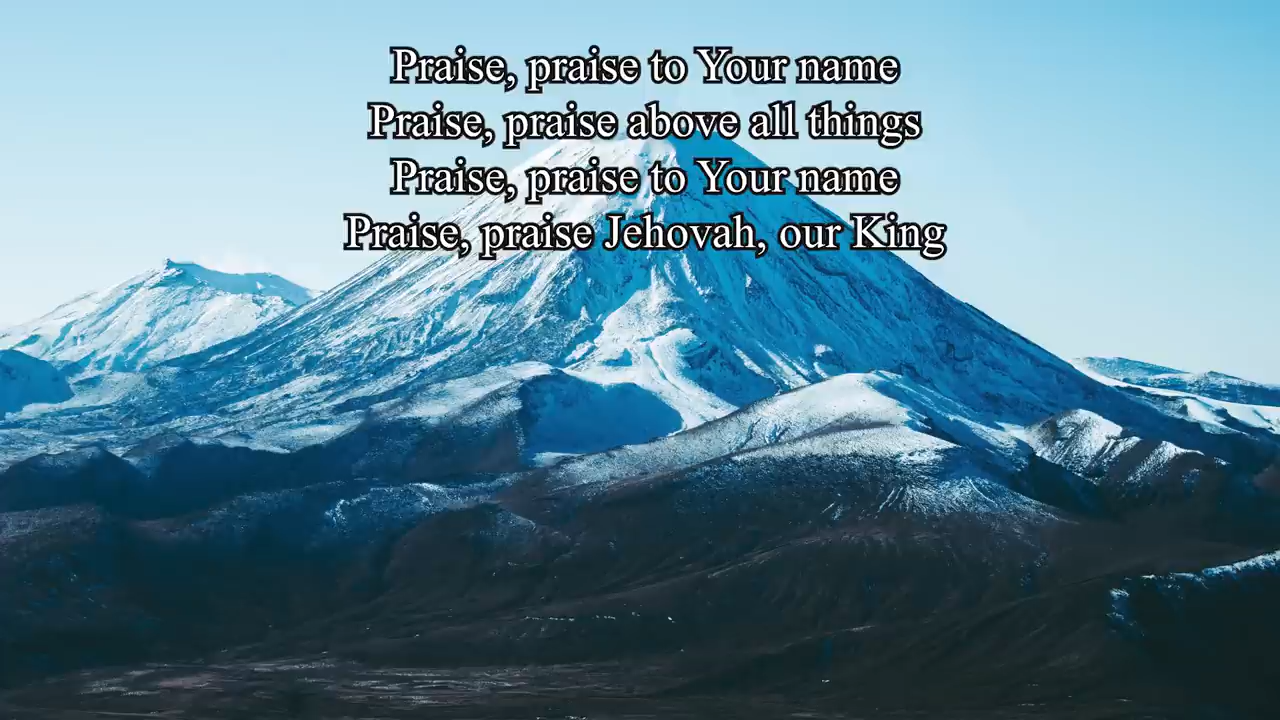 Praise, praise to Your name
Praise, praise above all things
Praise, praise to Your name
Praise, praise Jehovah, our King